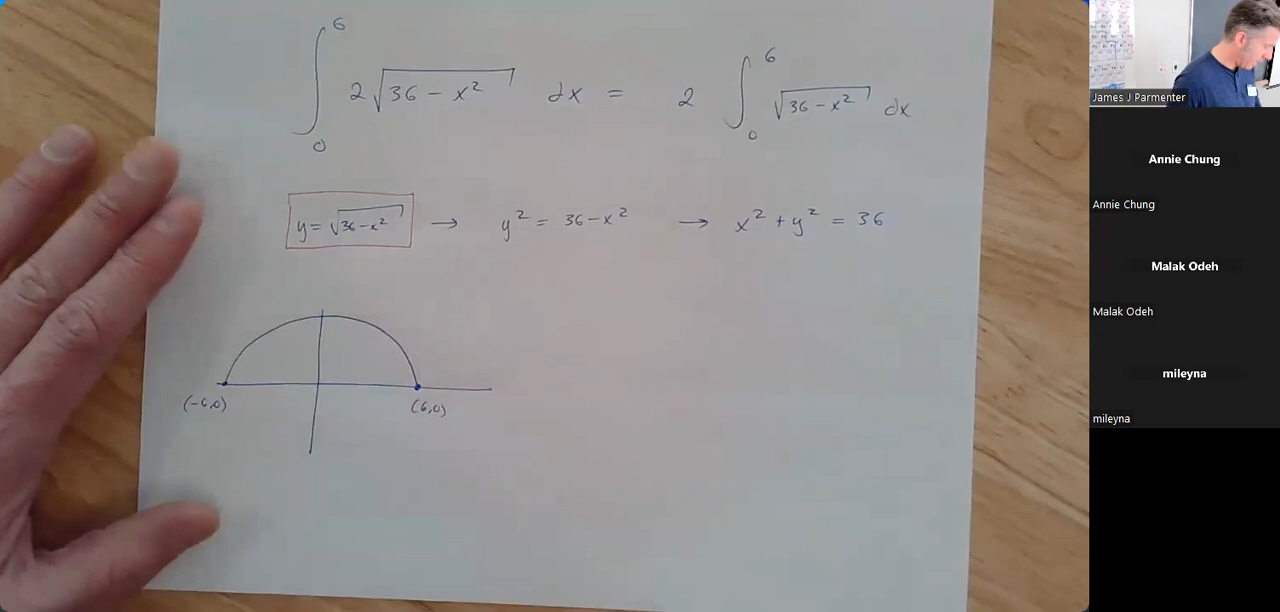 ∫₀⁶ 2√(36 - x²) dx = 2 ∫₀⁶ √(36 - x²) dx
y = √(36-x²) → y² = 36-x² → x² + y² = 36
(-6,0) (6,0)
James J Parmenter
Annie Chung
Annie Chung
Malak Odeh
Malak Odeh
mileyna
mileyna